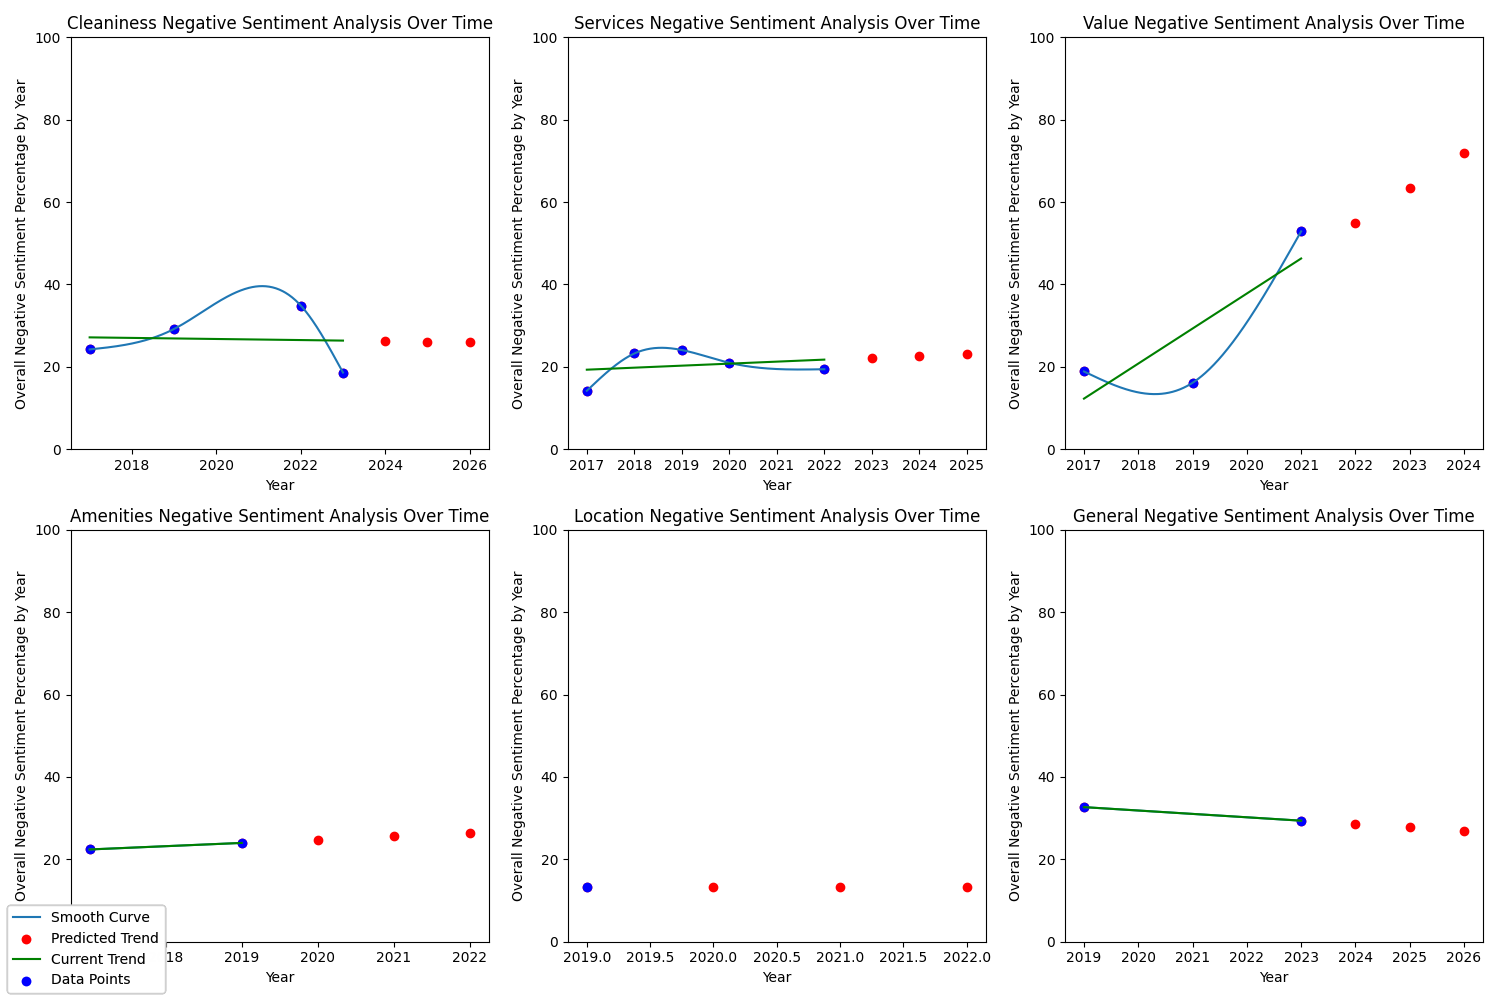 Cleaniness Negative Sentiment Analysis Over Time
Overall Negative Sentiment Percentage by Year
100
80
60
40
20
0
2018 2020 2022 2024 2026
Year
Services Negative Sentiment Analysis Over Time
Overall Negative Sentiment Percentage by Year
100
80
60
40
20
0
2017 2018 2019 2020 2021 2022 2023 2024 2025
Year
Value Negative Sentiment Analysis Over Time
Overall Negative Sentiment Percentage by Year
100
80
60
40
20
0
2017 2018 2019 2020 2021 2022 2023 2024
Year
Amenities Negative Sentiment Analysis Over Time
Overall Negative Sentiment Percentage by Year
100
80
60
40
20
18 2019 2020 2021 2022
Year
Location Negative Sentiment Analysis Over Time
Overall Negative Sentiment Percentage by Year
100
80
60
40
20
0
2019.0 2019.5 2020.0 2020.5 2021.0 2021.5 2022.0
Year
General Negative Sentiment Analysis Over Time
Overall Negative Sentiment Percentage by Year
100
80
60
40
20
0
2019 2020 2021 2022 2023 2024 2025 2026
Year
Smooth Curve
Predicted Trend
Current Trend
Data Points